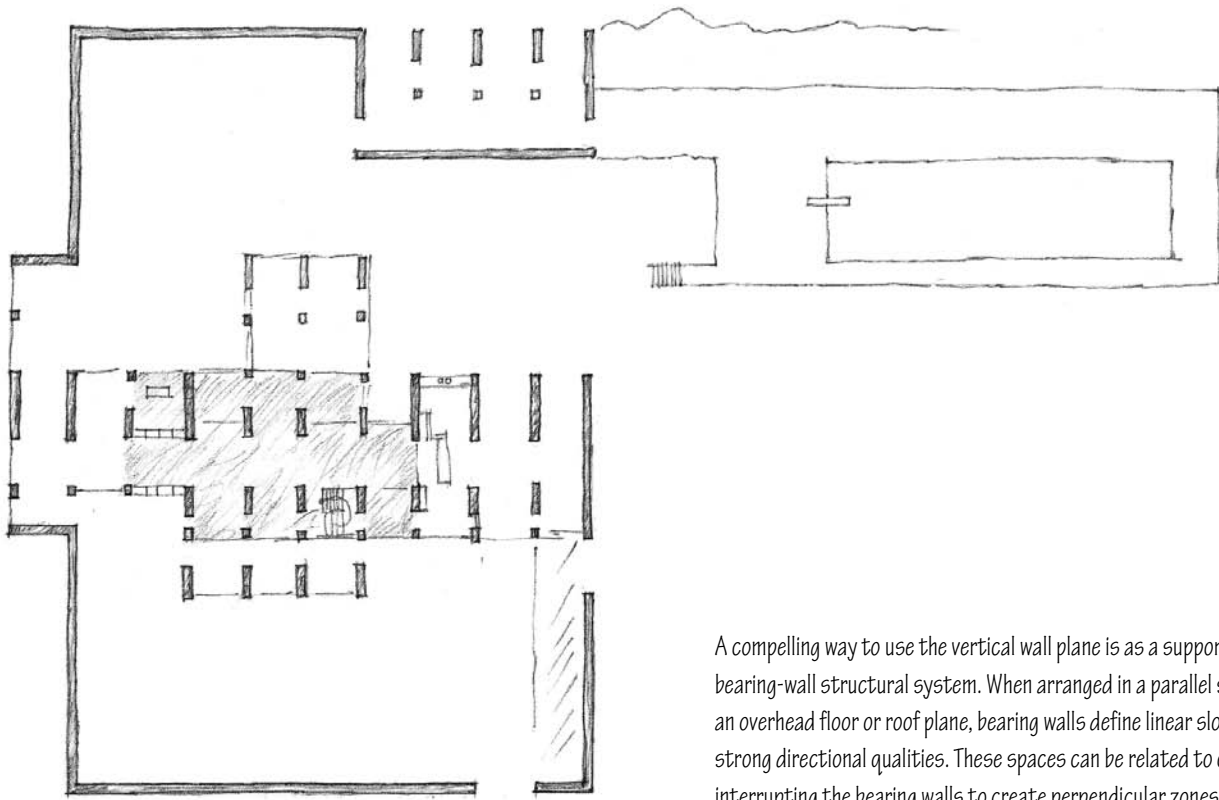 A compelling way to use the vertical wall plane is as a suppor
bearing-wall structural system. When arranged in a parallel s
an overhead floor or roof plane, bearing walls define linear slo
strong directional qualities. These spaces can be related to
interrupting the bearing walls to create perpendicular zones